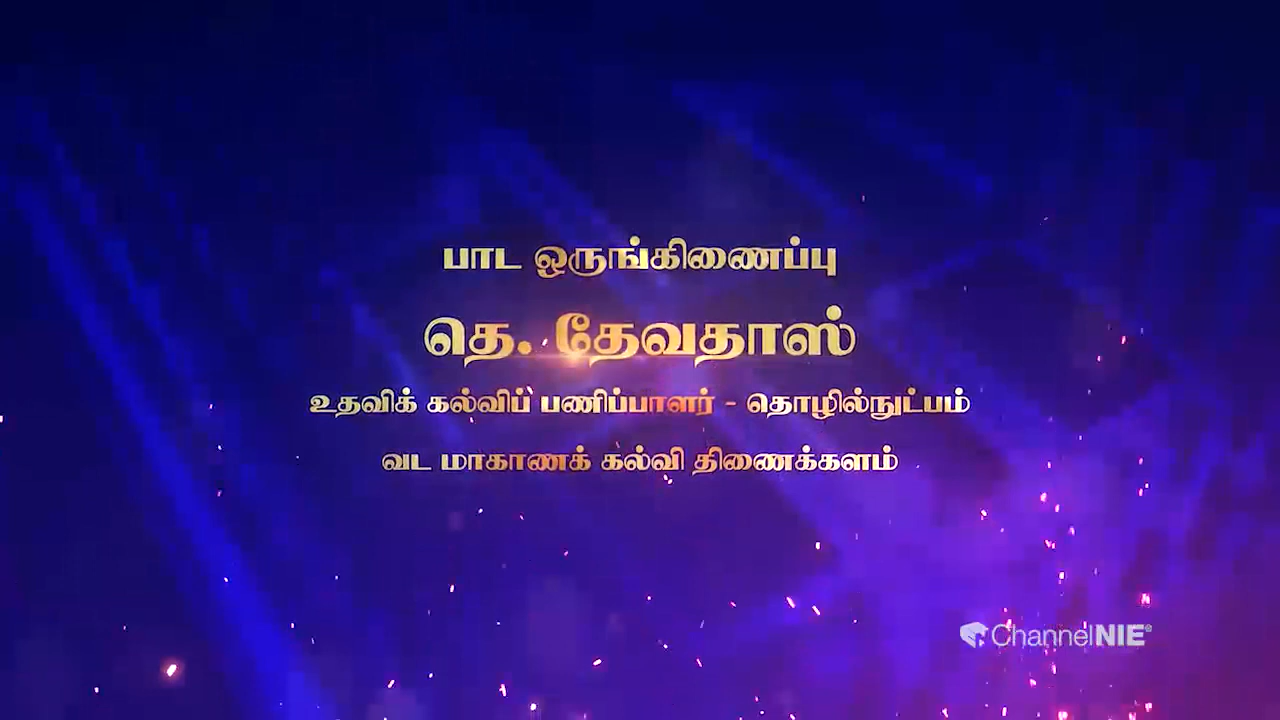 பாட ஒருங்கிணைப்பு
தெ. தேவதாஸ்
உதவிக் கல்விப் பணிப்பாளர் - தொழில்நுட்பம்
வட மாகாணக் கல்வி திணைக்களம்
ChannelNIE®